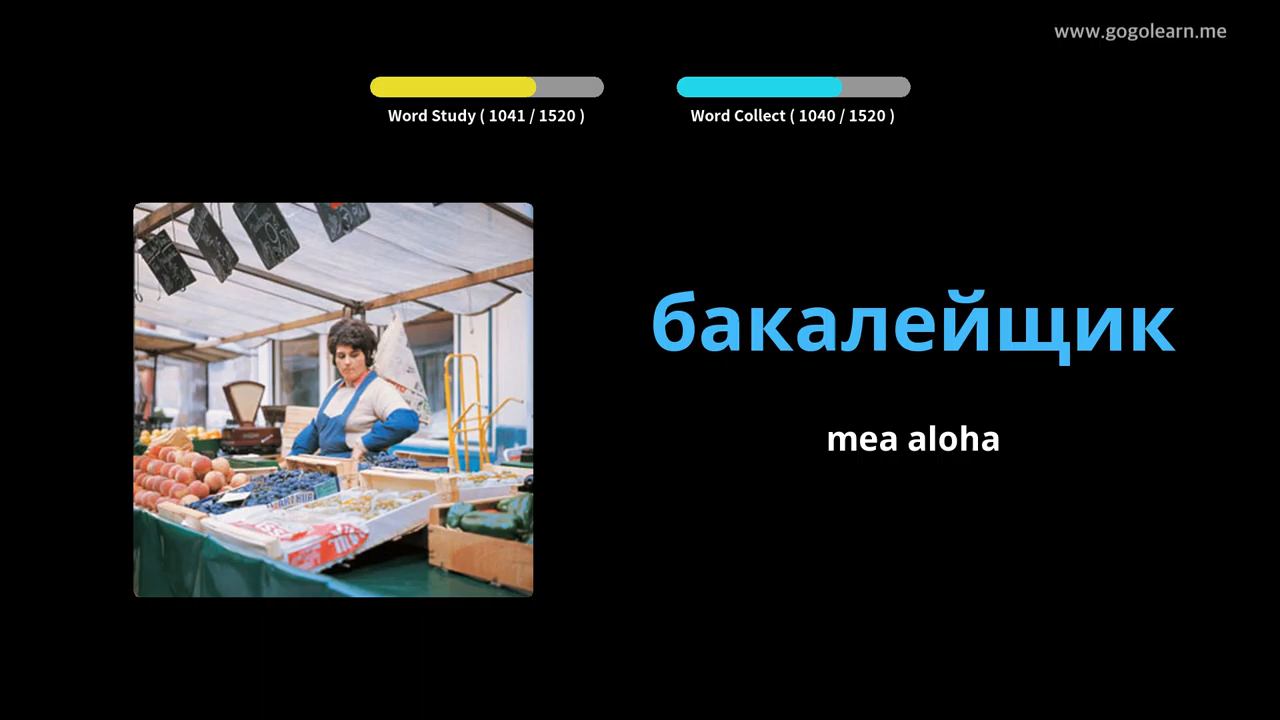 www.gogolearn.me
Word Study ( 1041 / 1520 )
Word Collect ( 1040 / 1520 )
бакалейщик
mea aloha